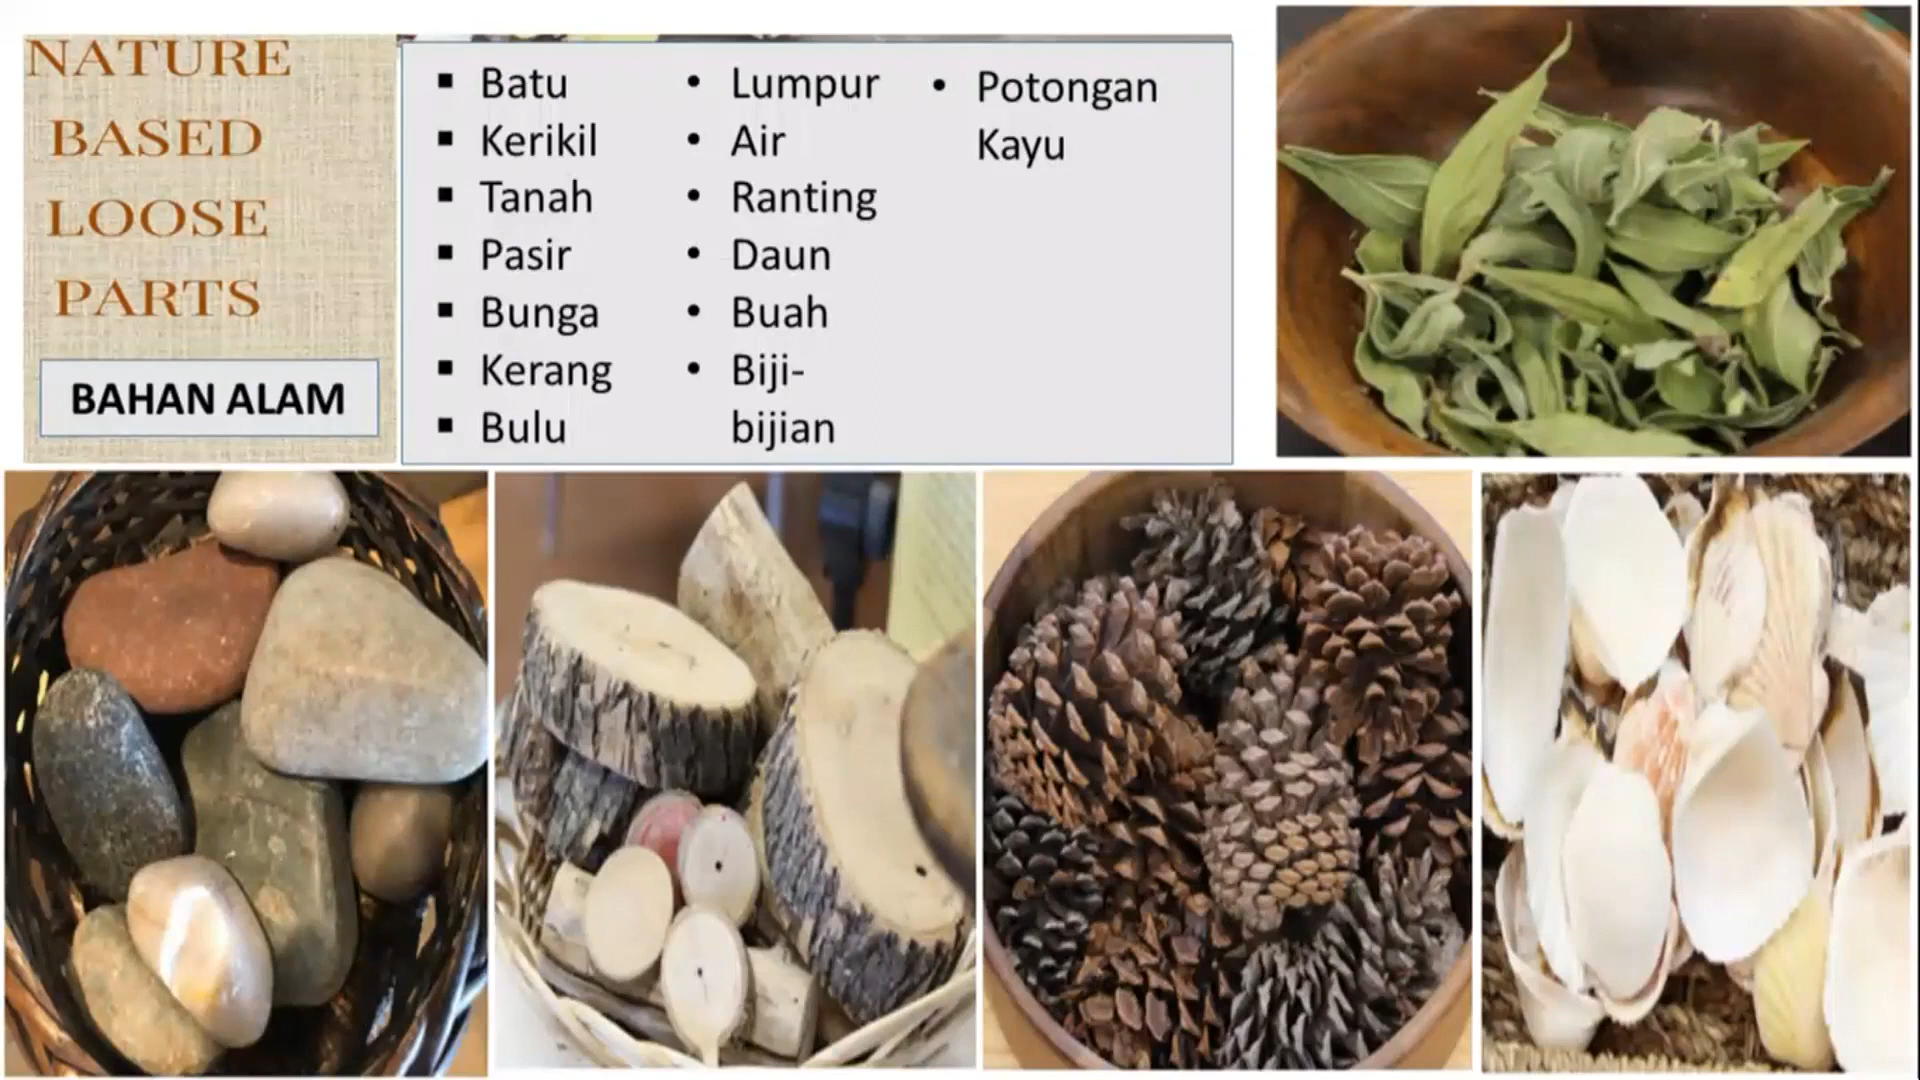 NATURE
BASED
LOOSE
PARTS
BAHAN ALAM
▪ Batu
▪ Kerikil
▪ Tanah
▪ Pasir
▪ Bunga
▪ Kerang
▪ Bulu
• Lumpur
• Air
• Ranting
• Daun
• Buah
• Biji-
bijian
• Potongan
Kayu